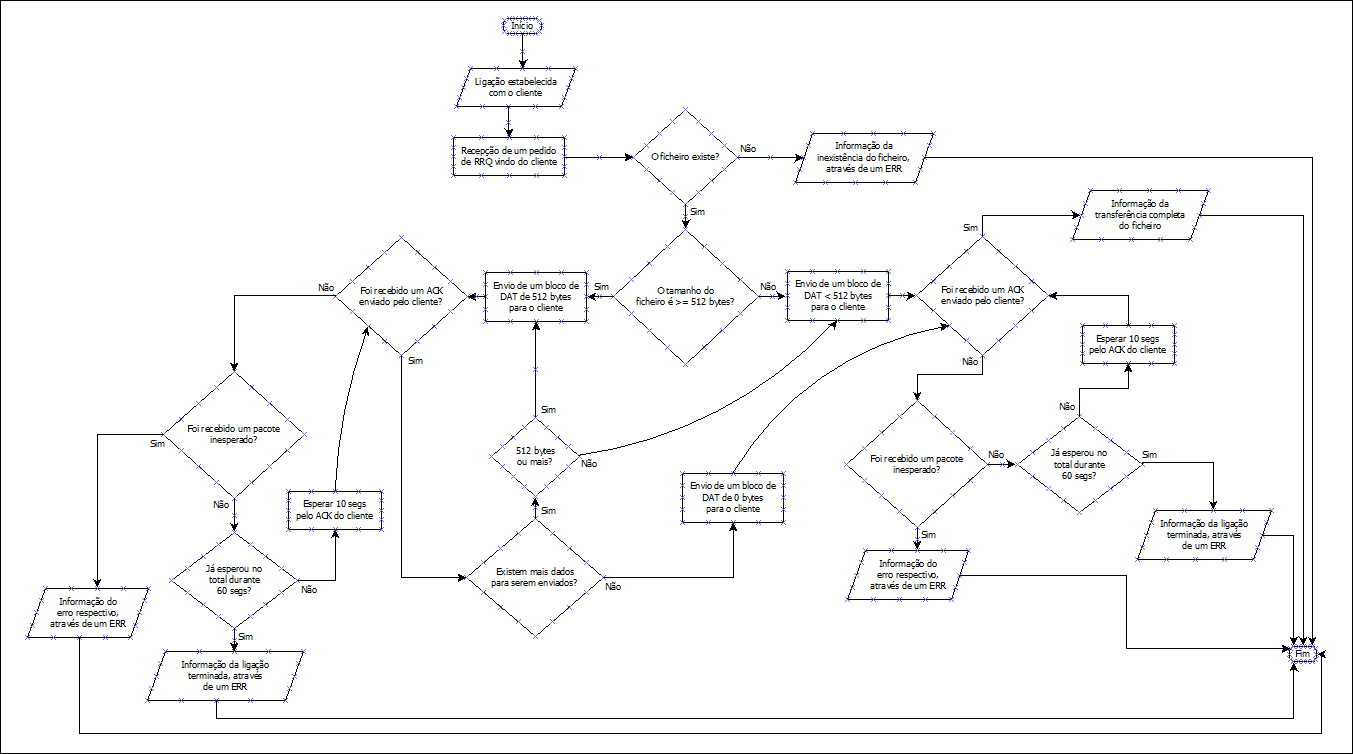 Início
Ligação estabelecida
com o cliente
Recepção de um pedido
de RRQ vindo do cliente
O ficheiro existe?
Não
Informação da
inexistência do ficheiro,
através de um ERR
Sim
Informação da
transferência completa
do ficheiro
Sim
Foi recebido um ACK
enviado pelo cliente?
Não
Sim
Envio de um bloco de
DAT de 512 bytes
para o cliente
Sim
O tamanho do
ficheiro é >= 512 bytes?
Não
Envio de um bloco de
DAT < 512 bytes
para o cliente
Foi recebido um ACK
enviado pelo cliente?
Não
Esperar 10 segs
pelo ACK do cliente
Foi recebido um pacote
inesperado?
Sim
Não
Sim
512 bytes
ou mais?
Não
Foi recebido um pacote
inesperado?
Não
Sim
Não
Já esperou no
total durante
60 segs?
Sim
Esperar 10 segs
pelo ACK do cliente
Envio de um bloco de
DAT de 0 bytes
para o cliente
Sim
Existem mais dados
para serem enviados?
Não
Já esperou no
total durante
60 segs?
Não
Sim
Informação da ligação
terminada, através
de um ERR
Informação do
erro respectivo,
através de um ERR
Informação do
erro respectivo,
através de um ERR
Informação da ligação
terminada, através
de um ERR
Fim